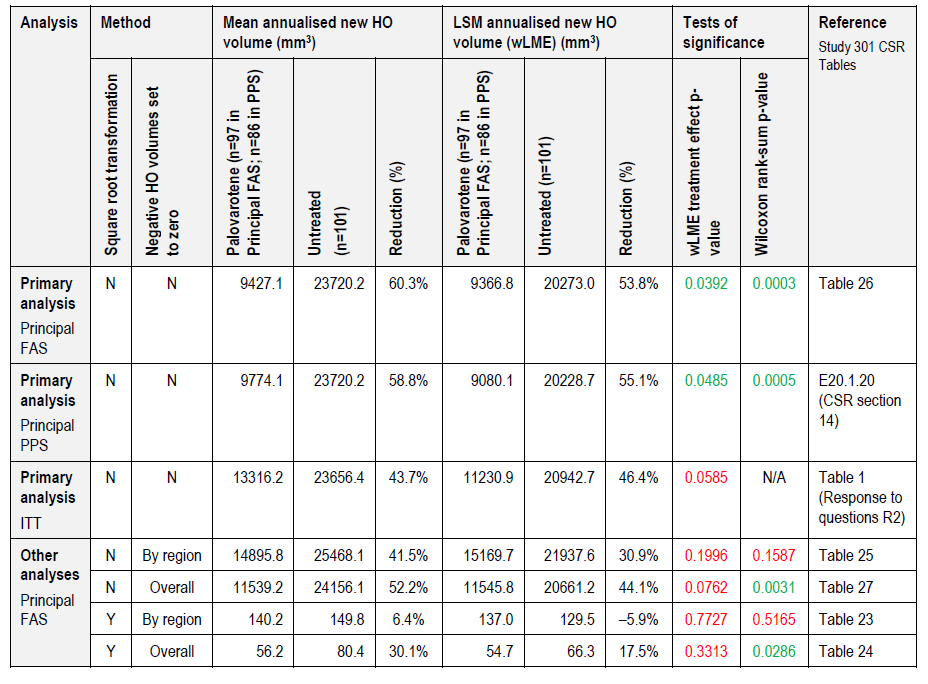 Analysis
Method
Mean annualised new HO
volume (mm³)
LSM annualised new HO
volume (wLME) (mm³)
Tests of
significance
Reference
Study 301 CSR
Tables
Square root transformation
Negative HO volumes set
to zero
Palovarotene (n=97 in
Principal FAS; n=86 in PPS)
Untreated
(n=101)
Reduction (%)
Palovarotene (n=97 in
Principal FAS; n=86 in PPS)
Untreated (n=101)
Reduction (%)
wLME treatment effect p-
value
Wilcoxon rank-sum p-value
Primary
analysis
Principal
FAS
N
N
9427.1
23720.2
60.3%
9366.8
20273.0
53.8%
0.0392
0.0003
Table 26
Primary
analysis
Principal
PPS
N
N
9774.1
23720.2
58.8%
9080.1
20228.7
55.1%
0.0485
0.0005
E20.1.20
(CSR section
14)
Primary
analysis
ITT
N
N
13316.2
23656.4
43.7%
11230.9
20942.6
46.4%
0.0585
N/A
Table 1
(Response to
questions R2)
Other
analyses
Principal
FAS
N
By region
14895.8
25468.1
41.5%
15169.7
21937.6
30.9%
0.1996
0.1587
Table 25
N
Overall
11539.2
24156.1
52.2%
11545.8
20661.2
44.1%
0.0762
0.0031
Table 27
Y
By region
140.2
149.8
6.4%
137.0
129.5
–5.9%
0.7727
0.5165
Table 23
Y
Overall
56.2
80.4
30.1%
54.7
66.3
17.5%
0.3313
0.0286
Table 24